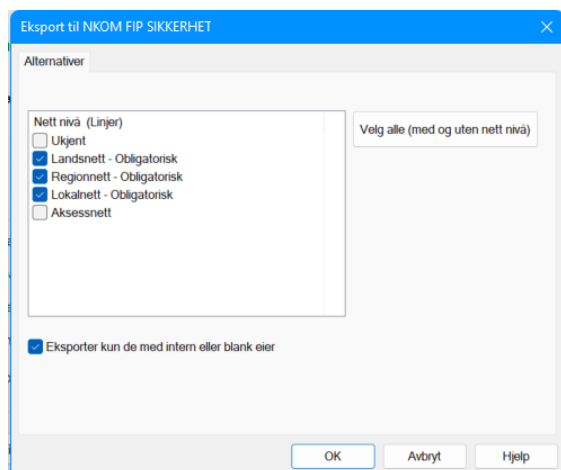 Eksport til NKOM FIP SIKKERHET
Alternativer
Nett nivå (Linjer)
Ukjent
Landsnett - Obligatorisk
Regionnett - Obligatorisk
Lokalnett - Obligatorisk
Aksessnett
Velg alle (med og uten nett nivå)
Eksporter kun de med intern eller blank eier
OK
Avbryt
Hjelp